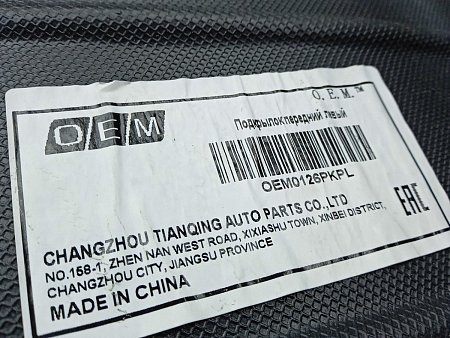 O. E. M.™
OEM
Подкрылок передний левый
OEM0126PKPL
CHANGZHOU TIANQING AUTO PARTS CO.,LTD
NO.158-1, ZHEN NAN WEST ROAD, XIXIASHU TOWN, XINBEI DISTRICT,
CHANGZHOU CITY, JIANGSU PROVINCE
MADE IN CHINA
EAC